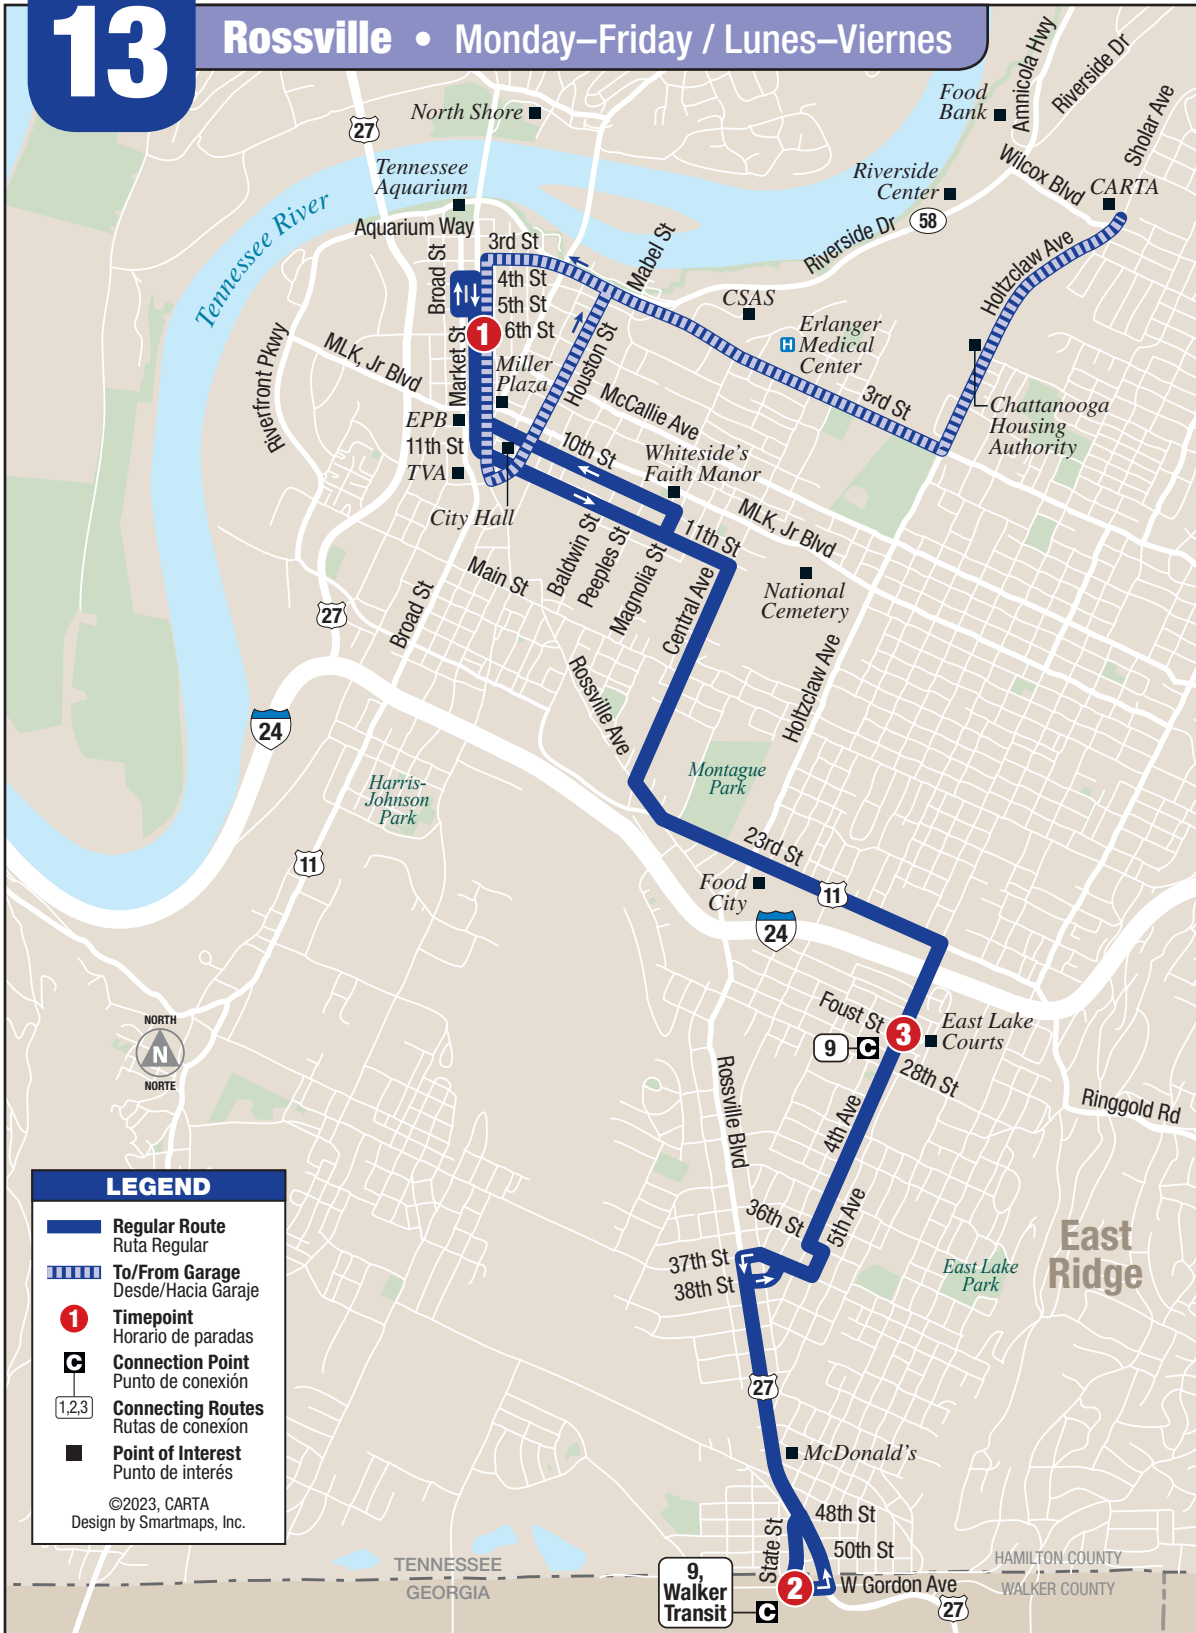 13
Rossville • Monday–Friday / Lunes–Viernes
Amnicola Hwy
Riverside Dr
Food
Bank
North Shore
27
Sholar Ave
Tennessee
Aquarium
Riverside
Center
Wilcox Blvd
CARTA
Tennessee River
Aquarium Way
58
Riverside Dr
3rd St
Mabel St
Holtzclaw Ave
Broad St
4th St
5th St
CSAS
1
6th St
H
Erlanger
Medical
Center
Riverfront Pkwy
MLK, Jr Blvd
Market St
Miller
Plaza
Houston St
McCallie Ave
3rd St
Chattanooga
Housing
Authority
EPB
11th St
TVA
10th St
Whiteside's
Faith Manor
City Hall
MLK, Jr Blvd
11th St
Baldwin St
Peeples St
Magnolia St
Main St
Central Ave
National
Cemetery
27
Broad St
Rossville Ave
Holtzclaw Ave
24
Harris-
Johnson
Park
Montague
Park
11
23rd St
Food
City
11
24
Foust St
3
East Lake
Courts
9
C
28th St
NORTH
N
NORTE
Rossville Blvd
4th Ave
Ringgold Rd
36th St
5th Ave
37th St
38th St
East Lake
Park
East
Ridge
27
McDonald's
48th St
State St
50th St
TENNESSEE
GEORGIA
HAMILTON COUNTY
WALKER COUNTY
9,
Walker
Transit
C
2
W Gordon Ave
27
LEGEND
Regular Route
Ruta Regular
To/From Garage
Desde/Hacia Garaje
1
Timepoint
Horario de paradas
C
Connection Point
Punto de conexión
1,2,3
Connecting Routes
Rutas de conexíon
Point of Interest
Punto de interés
©2023, CARTA
Design by Smartmaps, Inc.